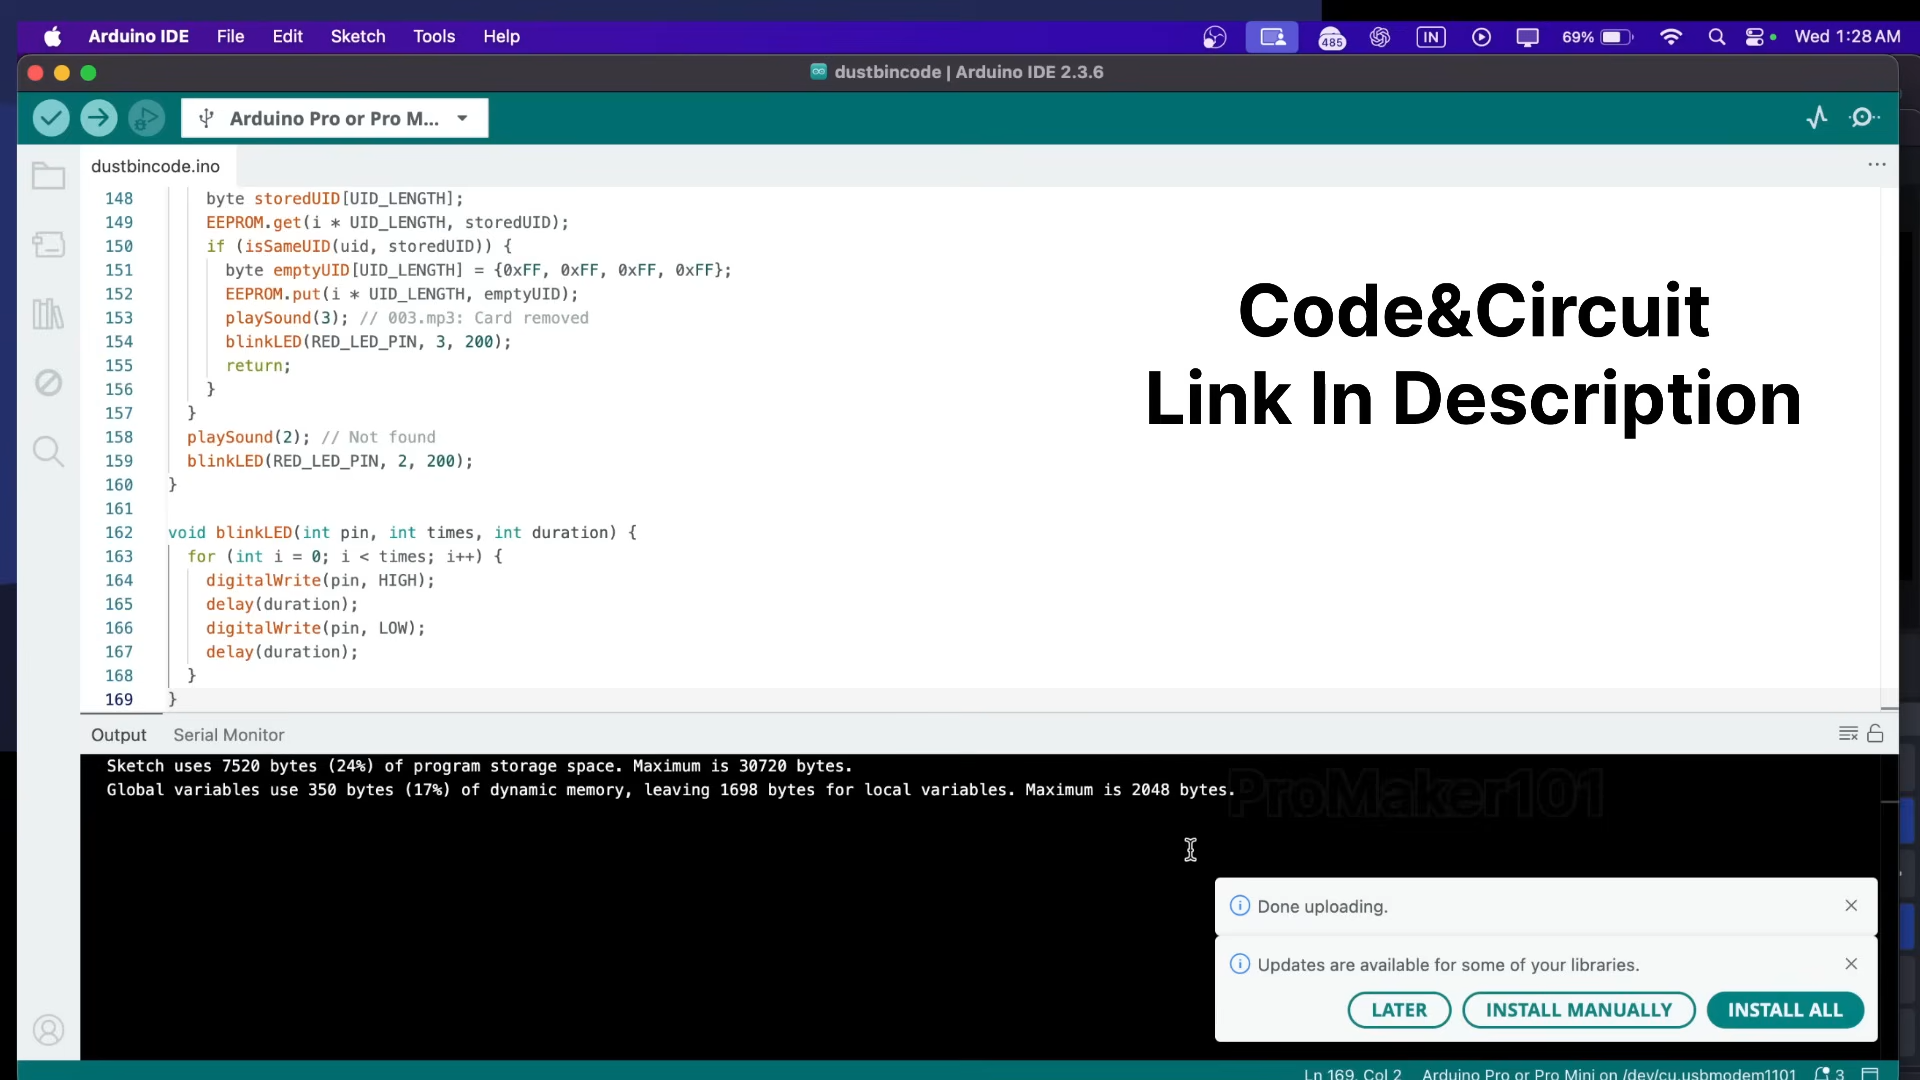 Arduino IDE File Edit Sketch Tools Help 485 IN 69% Wed 1:28 AM
dustbincode | Arduino IDE 2.3.6
Arduino Pro or Pro M...
dustbincode.ino
148 byte storedUID[UID_LENGTH];
149 EEPROM.get(i * UID_LENGTH, storedUID);
150 if (isSameUID(uid, storedUID)) {
151 byte emptyUID[UID_LENGTH] = {0xFF, 0xFF, 0xFF, 0xFF};
152 EEPROM.put(i * UID_LENGTH, emptyUID);
153 playSound(3); // 003.mp3: Card removed
154 blinkLED(RED_LED_PIN, 3, 200);
155 return;
156 }
157 }
158 playSound(2); // Not found
159 blinkLED(RED_LED_PIN, 2, 200);
160 }
161
162 void blinkLED(int pin, int times, int duration) {
163 for (int i = 0; i < times; i++) {
164 digitalWrite(pin, HIGH);
165 delay(duration);
166 digitalWrite(pin, LOW);
167 delay(duration);
168 }
169 }
Code&Circuit
Link In Description
Output Serial Monitor
Sketch uses 7520 bytes (24%) of program storage space. Maximum is 30720 bytes.
Global variables use 350 bytes (17%) of dynamic memory, leaving 1698 bytes for local variables. Maximum is 2048 bytes.
ProMaker101
Done uploading.
Updates are available for some of your libraries.
LATER INSTALL MANUALLY INSTALL ALL
Ln 169, Col 2 Arduino Pro or Pro Mini on /dev/cu.usbmodem1101 3